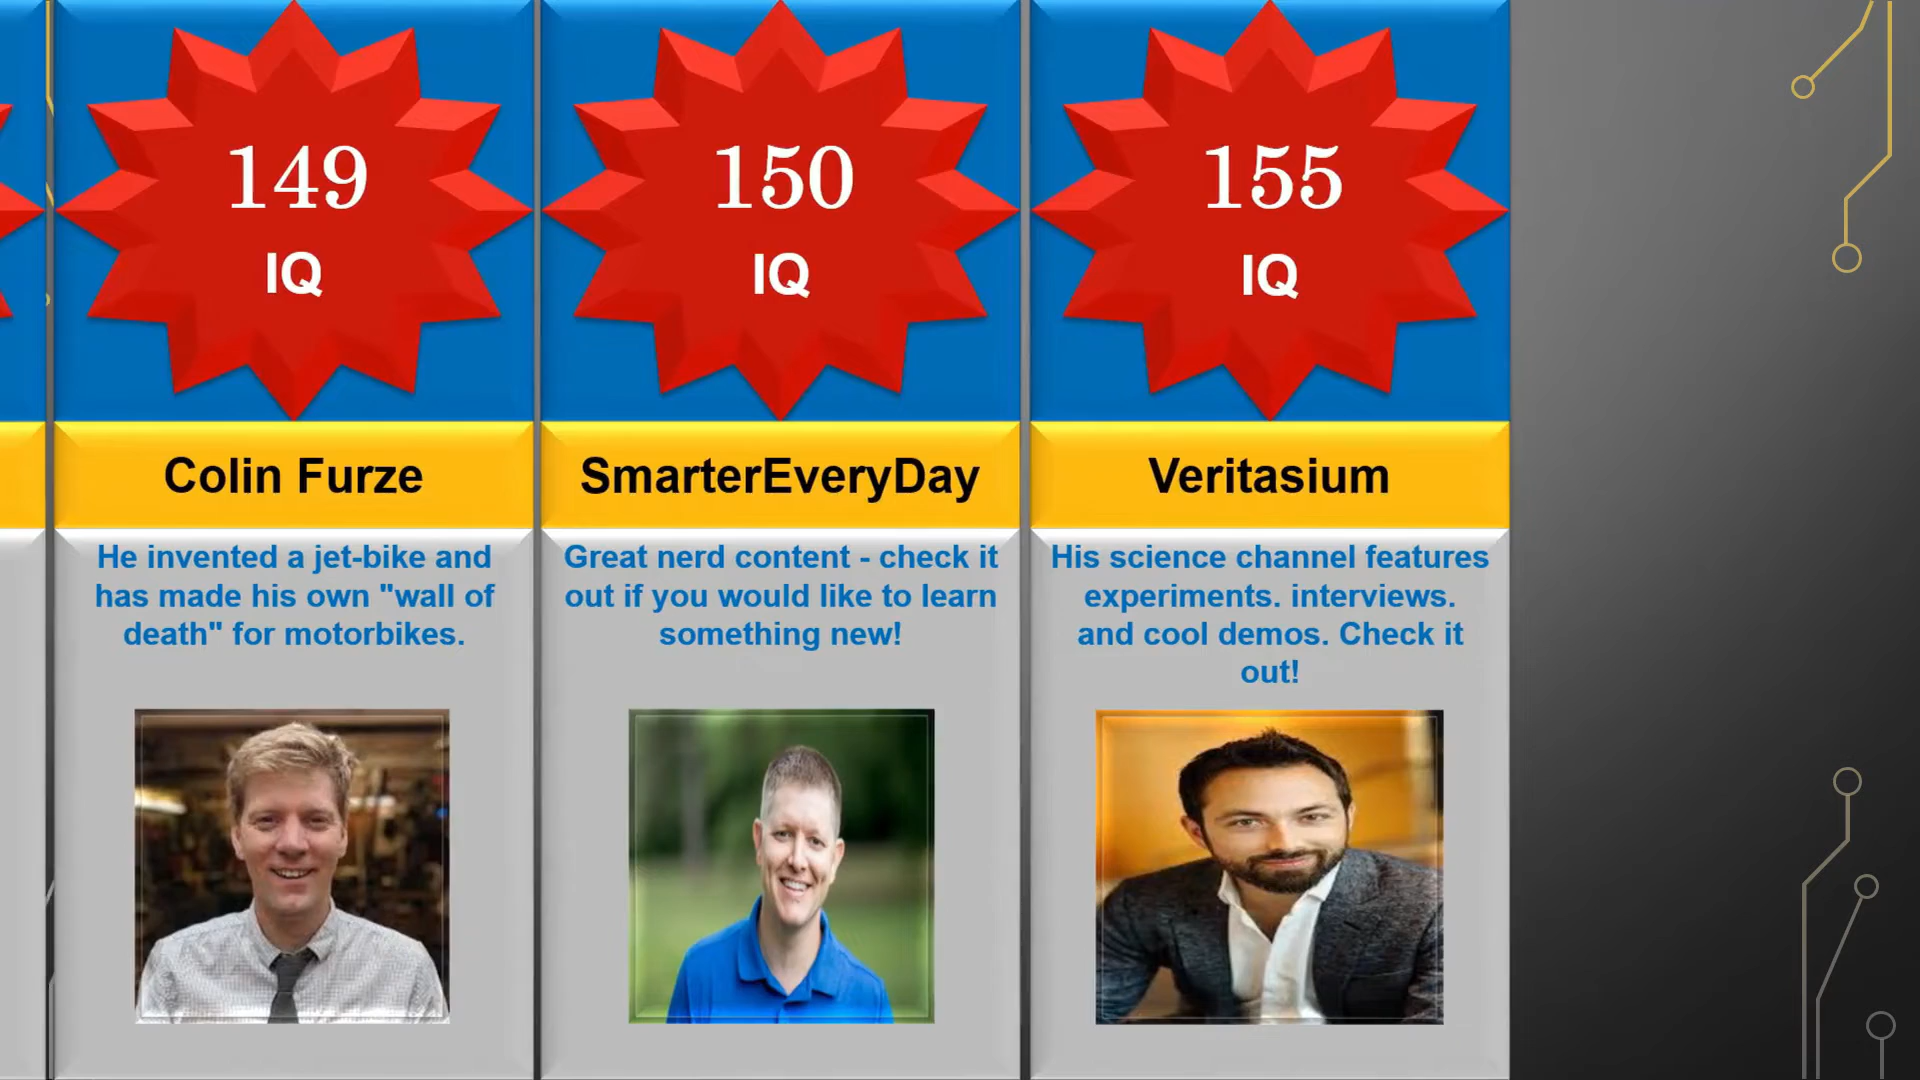 149
IQ
Colin Furze
He invented a jet-bike and
has made his own "wall of
death" for motorbikes.
150
IQ
SmarterEveryDay
Great nerd content - check it
out if you would like to learn
something new!
155
IQ
Veritasium
His science channel features
experiments. interviews.
and cool demos. Check it
out!